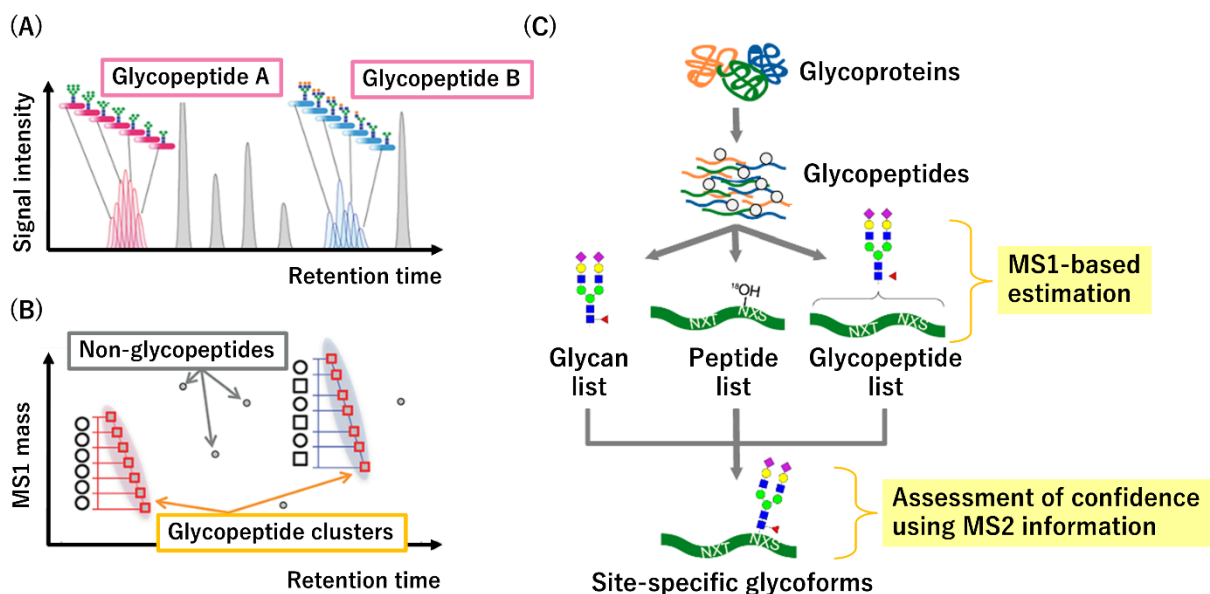 (A)
Glycopeptide A
Glycopeptide B
Signal intensity
Retention time
(B)
Non-glycopeptides
MS1 mass
Glycopeptide clusters
Retention time
(C)
Glycoproteins
Glycopeptides
MS1-based
estimation
¹⁸OH
NXT
NXS
NXT
NXS
Glycan
list
Peptide
list
Glycopeptide
list
Assessment of confidence
using MS2 information
NXT
NXS
Site-specific glycoforms